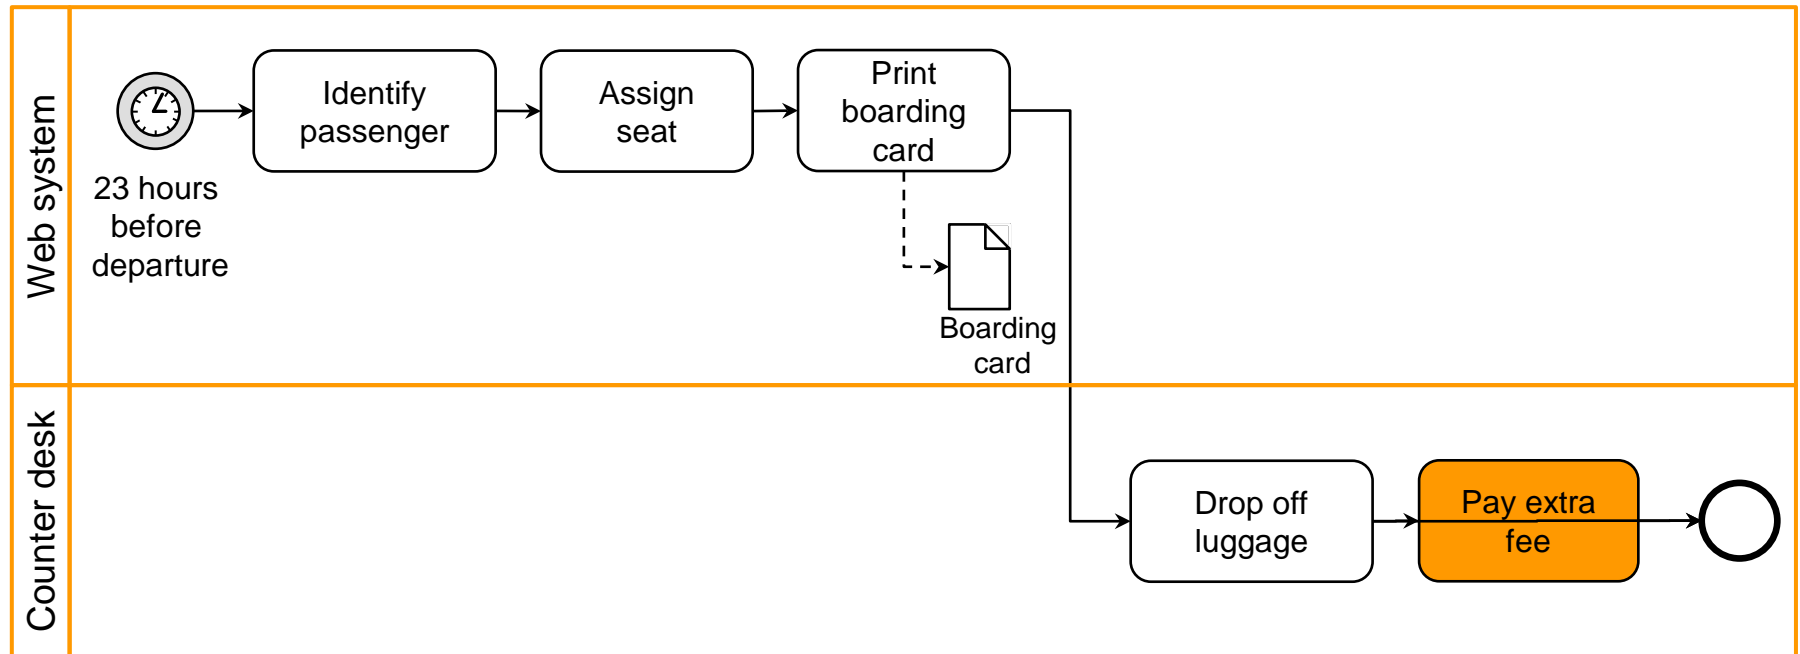 Web system
23 hours
before
departure
Identify
passenger
Assign
seat
Print
boarding
card
Boarding
card
Counter desk
Drop off
luggage
Pay extra
fee